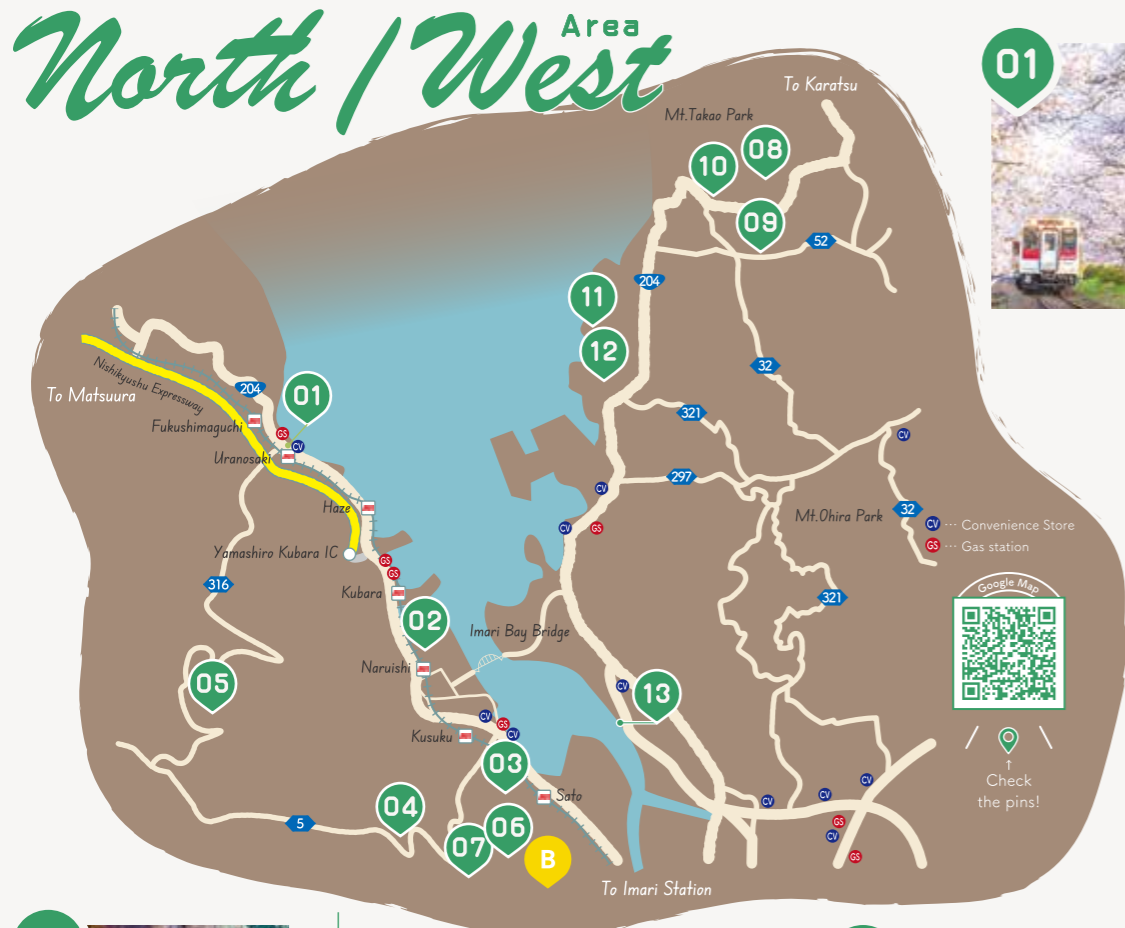 North / West
Area
01
To Karatsu
Mt.Takao Park
08
10
09
52
204
11
12
32
321
297
CV
CV
GS
CV
Mt.Ohira Park
32
CV ··· Convenience Store
GS ··· Gas station
321
Google Map
Check
the pins!
204
01
Nishikyushu Expressway
To Matsuura
Fukushimaguchi
GS
CV
Uranosaki
Haze
Yamashiro Kubara IC
GS
GS
316
Kubara
02
Imari Bay Bridge
Naruishi
05
CV
13
CV
GS
CV
Kusuku
03
Sato
04
06
07
5
B
To Imari Station
CV
CV
CV
GS
CV
GS